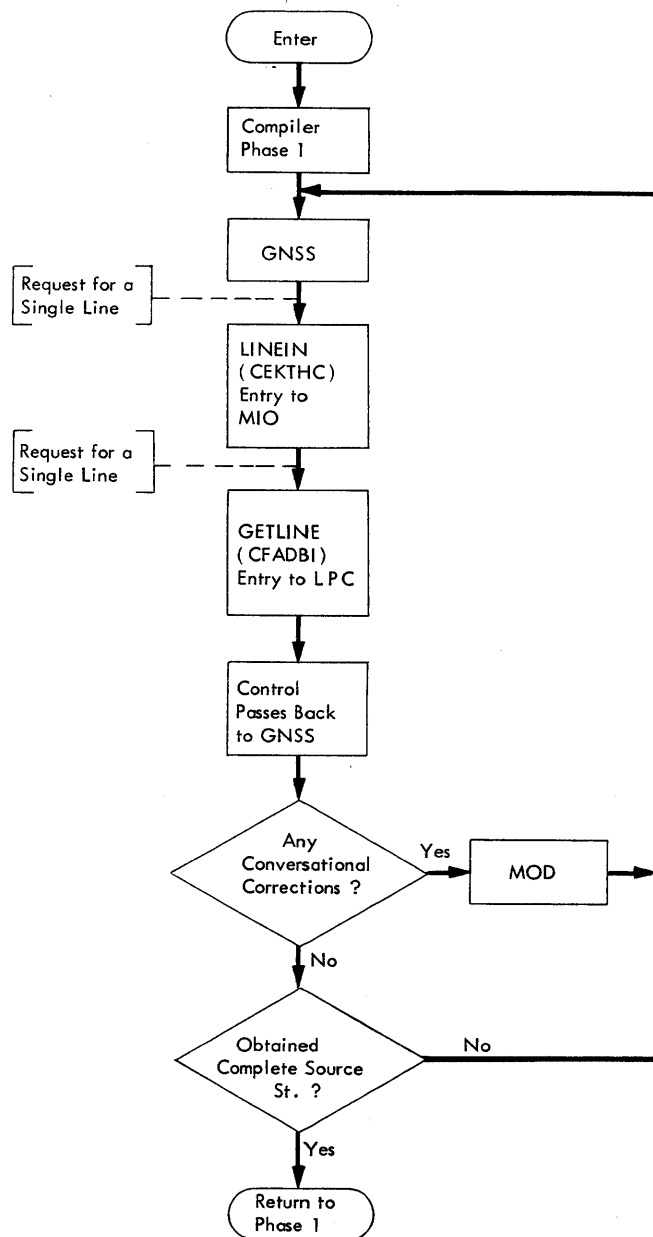 Enter
Compiler
Phase 1
GNSS
Request for a
Single Line
LINEIN
(CEKTHC)
Entry to
MIO
Request for a
Single Line
GETLINE
(CFADBI)
Entry to LPC
Control
Passes Back
to GNSS
Any
Conversational
Corrections ?
Yes
MOD
No
Obtained
Complete Source
St. ?
No
Yes
Return to
Phase 1